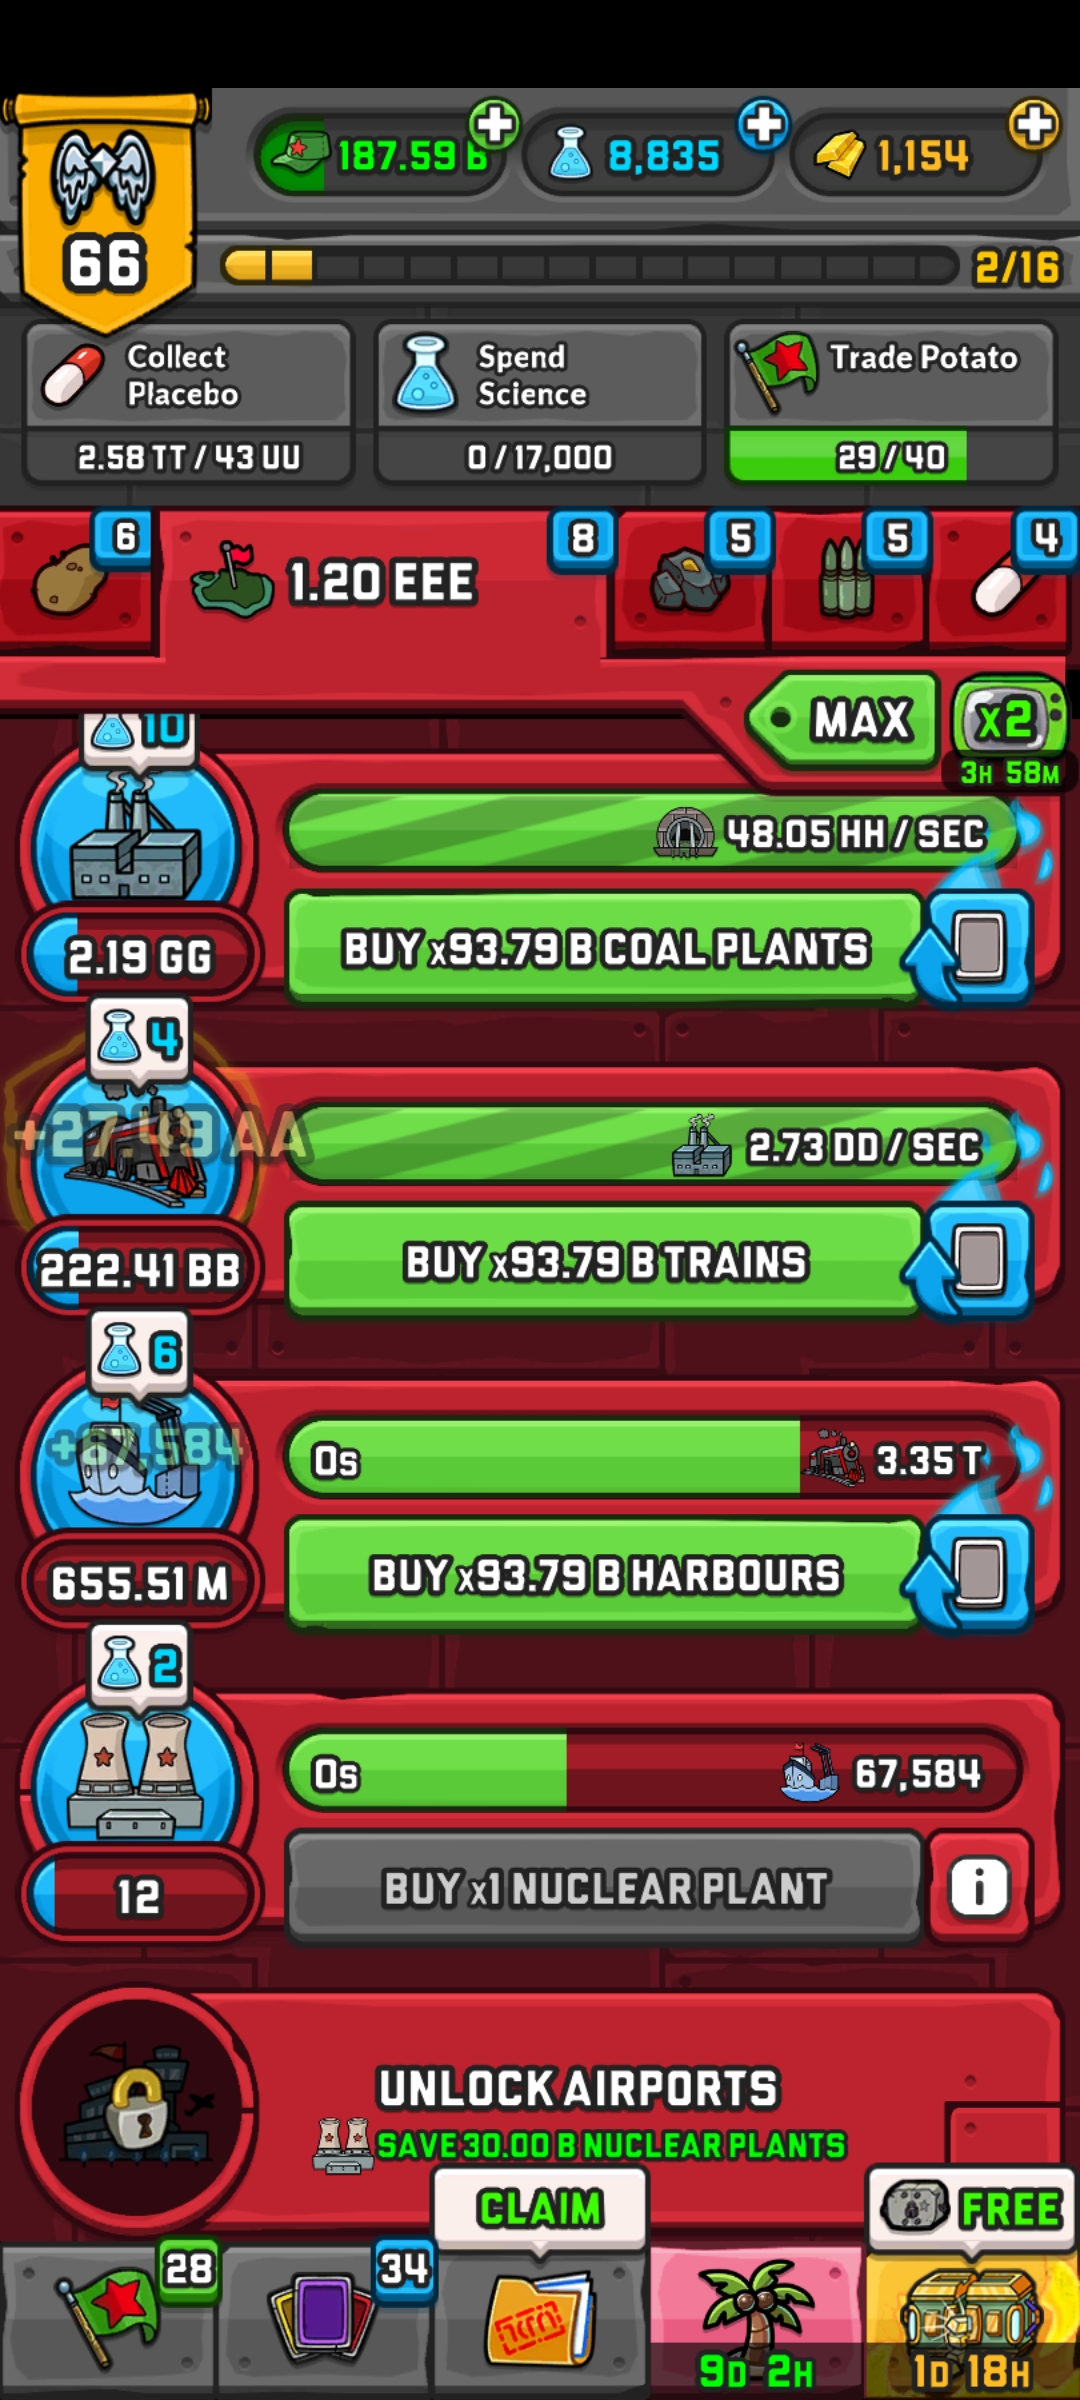 187.59 B
8,835
1,154
66
2/16
Collect
Placebo
2.58 TT / 43 UU
Spend
Science
0 / 17,000
Trade Potato
29 / 40
6
1.20 EEE
8
5
5
4
MAX
x2
3H 58M
10
48.05 HH / SEC
2.19 GG
BUY x93.79 B COAL PLANTS
4
+27.49 AA
2.73 DD / SEC
222.41 BB
BUY x93.79 B TRAINS
6
+67,584
0s
3.35 T
655.51 M
BUY x93.79 B HARBOURS
2
0s
67,584
12
BUY x1 NUCLEAR PLANT
i
UNLOCK AIRPORTS
SAVE 30.00 B NUCLEAR PLANTS
CLAIM
FREE
28
34
9D 2H
1D 18H